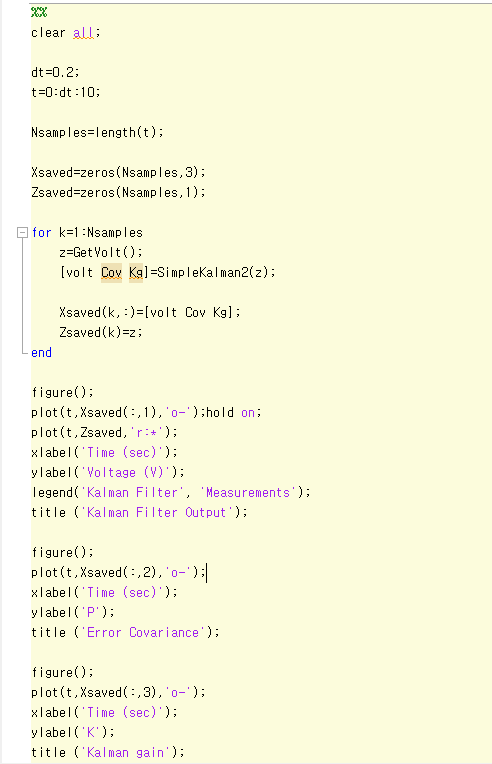 %%
clear all;
dt=0.2;
t=0:dt:10;
Nsamples=length(t);
Xsaved=zeros(Nsamples,3);
Zsaved=zeros(Nsamples,1);
for k=1:Nsamples
z=GetVolt();
[volt Cov Kg]=SimpleKalman2(z);
Xsaved(k,:)=[volt Cov Kg];
Zsaved(k)=z;
end
figure();
plot(t,Xsaved(:,1),'o-');hold on;
plot(t,Zsaved,'r:*');
xlabel('Time (sec)');
ylabel('Voltage (V)');
legend('Kalman Filter', 'Measurements');
title ('Kalman Filter Output');
figure();
plot(t,Xsaved(:,2),'o-');
xlabel('Time (sec)');
ylabel('P');
title ('Error Covariance');
figure();
plot(t,Xsaved(:,3),'o-');
xlabel('Time (sec)');
ylabel('K');
title ('Kalman gain');